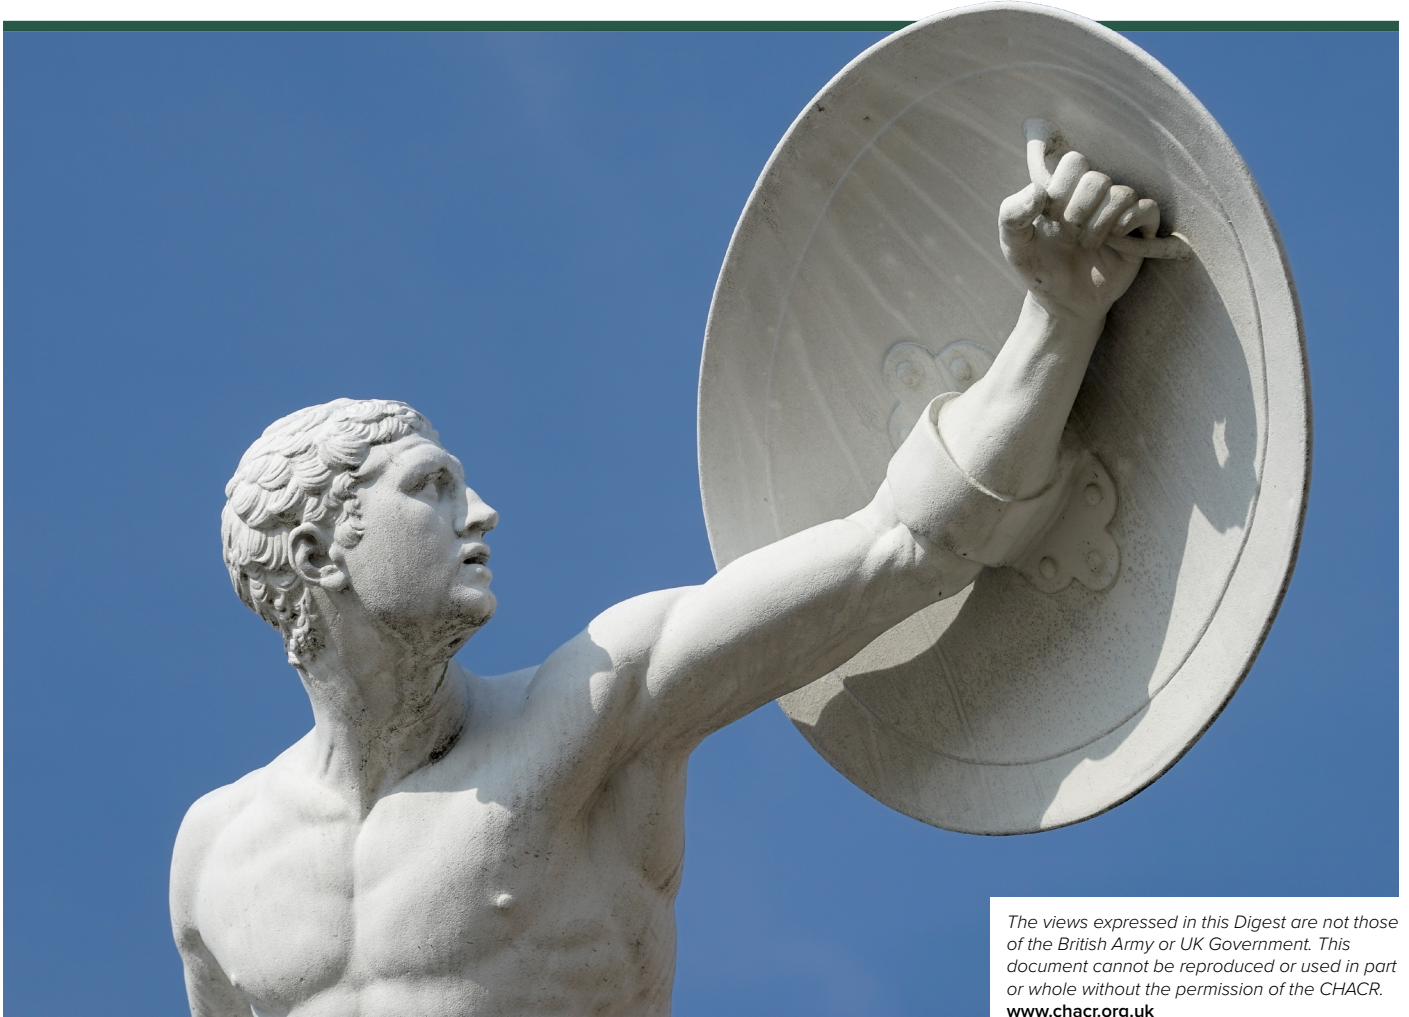 The views expressed in this Digest are not those
of the British Army or UK Government. This
document cannot be reproduced or used in part
or whole without the permission of the CHACR.
www.chacr.org.uk